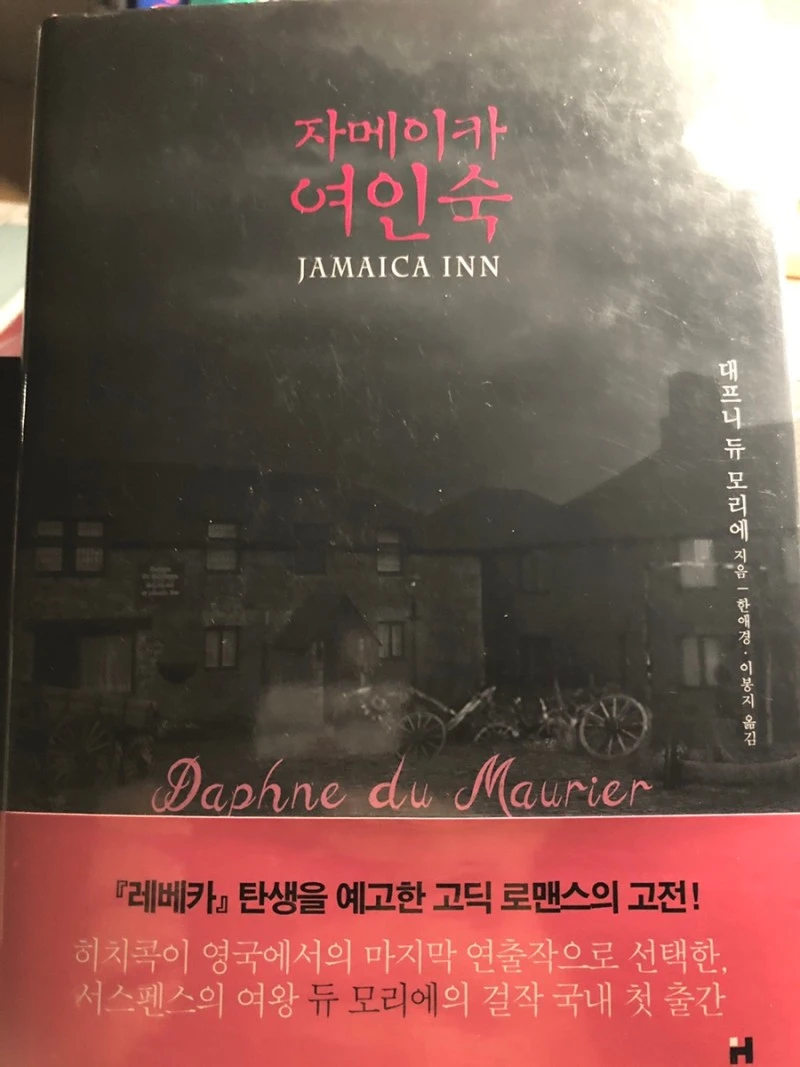 자메이카
여인숙
JAMAICA INN
대프니 듀 모리에 지음 — 한애경 · 이봉지 옮김
Daphne du Maurier
『레베카』 탄생을 예고한 고딕 로맨스의 고전!
히치콕이 영국에서의 마지막 연출작으로 선택한,
서스펜스의 여왕 듀 모리에의 걸작 국내 첫 출간
H